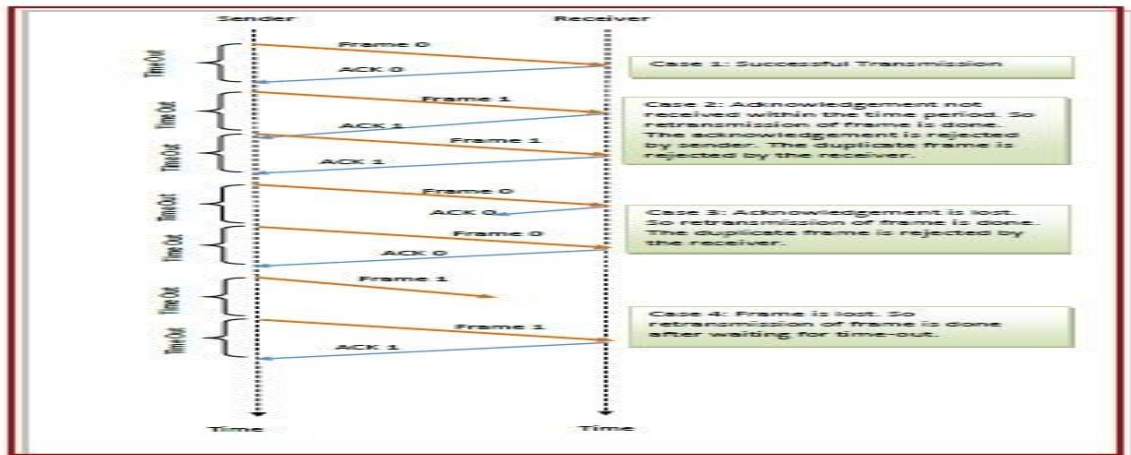 Sender Receiver
Frame 0
ACK 0
Time Out
Case 1: Successful Transmission
Frame 1
ACK 1
Time Out
Case 2: Acknowledgement not
received within the time period. So
retransmission of frame is done.
The acknowledgement is rejected
by sender. The duplicate frame is
rejected by the receiver.
Frame 1
ACK 1
Time Out
Frame 0
ACK 0
Time Out
Case 3: Acknowledgement is lost.
So retransmission of frame is done.
The duplicate frame is rejected by
the receiver.
Frame 0
ACK 0
Time Out
Frame 1
Time Out
Case 4: Frame is lost. So
retransmission of frame is done
after waiting for time-out.
Frame 1
ACK 1
Time Out
Time Time